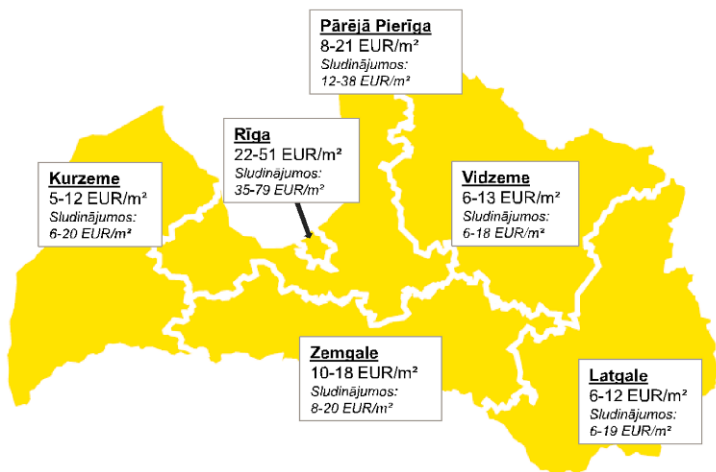 Pārējā Pierīga
8-21 EUR/m²
Sludinājumos:
12-38 EUR/m²
Rīga
22-51 EUR/m²
Sludinājumos:
35-79 EUR/m²
Kurzeme
5-12 EUR/m²
Sludinājumos:
6-20 EUR/m²
Vidzeme
6-13 EUR/m²
Sludinājumos:
6-18 EUR/m²
Zemgale
10-18 EUR/m²
Sludinājumos:
8-20 EUR/m²
Latgale
6-12 EUR/m²
Sludinājumos:
6-19 EUR/m²